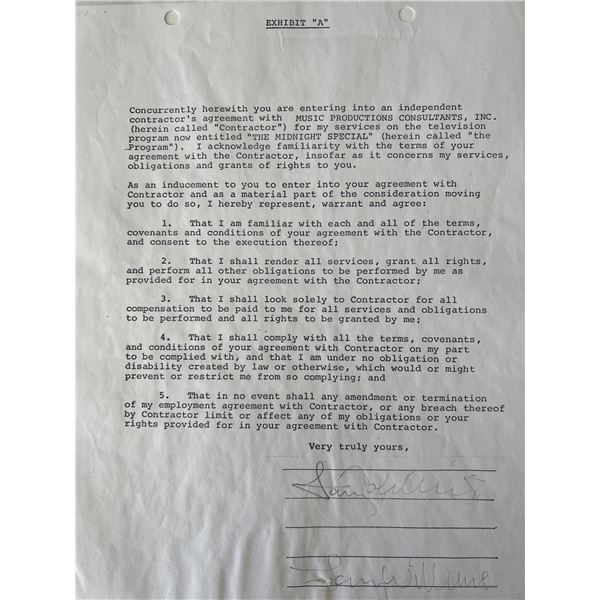 EXHIBIT "A"
Concurrently herewith you are entering into an independent
contractor's agreement with MUSIC PRODUCTIONS CONSULTANTS, INC.
(herein called "Contractor") for my services on the television
program now entitled "THE MIDNIGHT SPECIAL" (herein called "the
Program"). I acknowledge familiarity with the terms of your
agreement with the Contractor, insofar as it concerns my services,
obligations and grants of rights to you.
As an inducement to you to enter into your agreement with
Contractor and as a material part of the consideration moving
you to do so, I hereby represent, warrant and agree:
1. That I am familiar with each and all of the terms,
covenants and conditions of your agreement with the Contractor,
and consent to the execution thereof;
2. That I shall render all services, grant all rights,
and perform all other obligations to be performed by me as
provided for in your agreement with the Contractor;
3. That I shall look solely to Contractor for all
compensation to be paid to me for all services and obligations
to be performed and all rights to be granted by me;
4. That I shall comply with all the terms, covenants,
and conditions of your agreement with Contractor on my part
to be complied with, and that I am under no obligation or
disability created by law or otherwise, which would or might
prevent or restrict me from so complying; and
5. That in no event shall any amendment or termination
of my employment agreement with Contractor, or any breach thereof
by Contractor limit or affect any of my obligations or your
rights provided for in your agreement with Contractor.
Very truly yours,
Williams